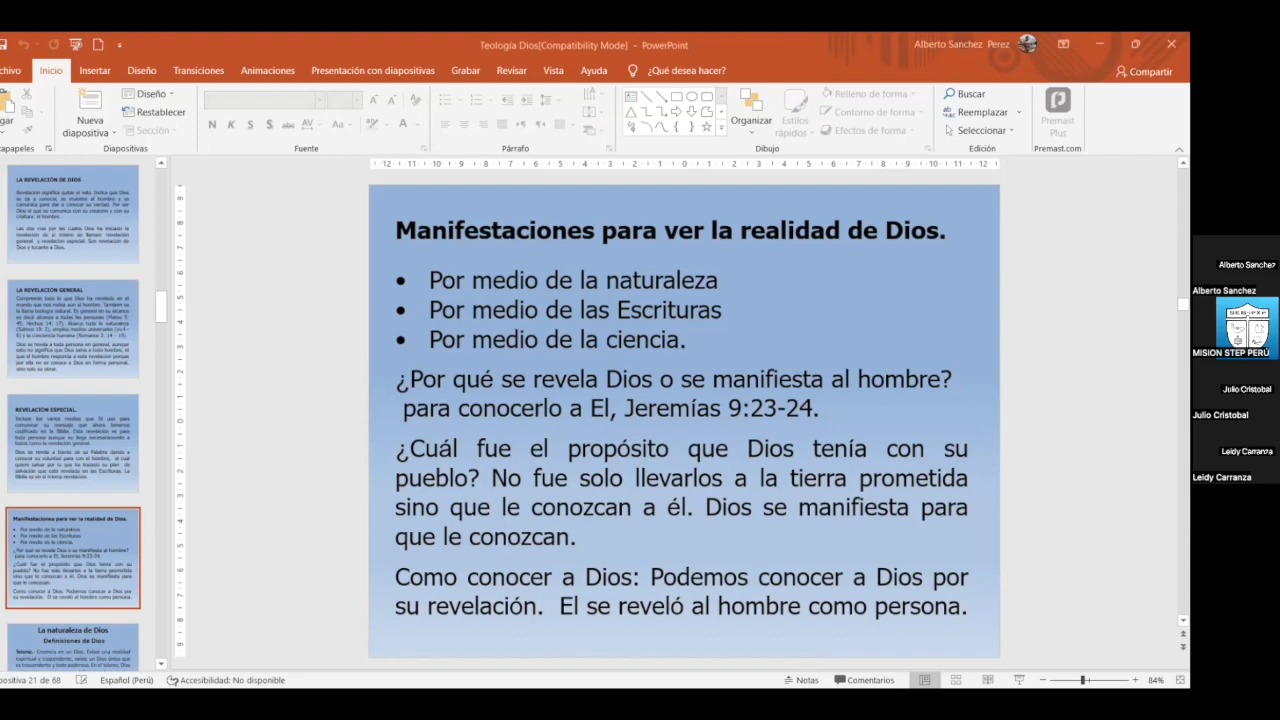 Teología Dios[Compatibility Mode] - PowerPoint
Alberto Sanchez Perez
Inicio Insertar Diseño Transiciones Animaciones Presentación con diapositivas Grabar Revisar Vista Ayuda ¿Qué desea hacer? Compartir
Nueva diapositiva
Diseño
Restablecer
Sección
Organizar
Estilos rápidos
Relleno de forma
Contorno de forma
Efectos de forma
Buscar
Reemplazar
Seleccionar
Premast Plus
Diapositivas Fuente Párrafo Dibujo Edición Premast.com
LA REVELACIÓN DE DIOS
LA REVELACIÓN GENERAL
REVELACIÓN ESPECIAL.
Manifestaciones para ver la realidad de Dios.
• Por medio de la naturaleza
• Por medio de las Escrituras
• Por medio de la ciencia.
¿Por qué se revela Dios o se manifiesta al hombre?
para conocerlo a El, Jeremías 9:23-24.
¿Cuál fue el propósito que Dios tenía con su
pueblo? No fue solo llevarlos a la tierra prometida
sino que le conozcan a él. Dios se manifiesta para
que le conozcan.
Como conocer a Dios: Podemos conocer a Dios por
su revelación. El se reveló al hombre como persona.
La naturaleza de Dios
Definisiones de Dios
Alberto Sanchez
Alberto Sanchez
MISION STEP PERÚ
Julio Cristobal
Julio Cristobal
Leidy Carranza
Leidy Carranza
21 de 68 Español (Perú) Accesibilidad: No disponible Notas Comentarios 84%